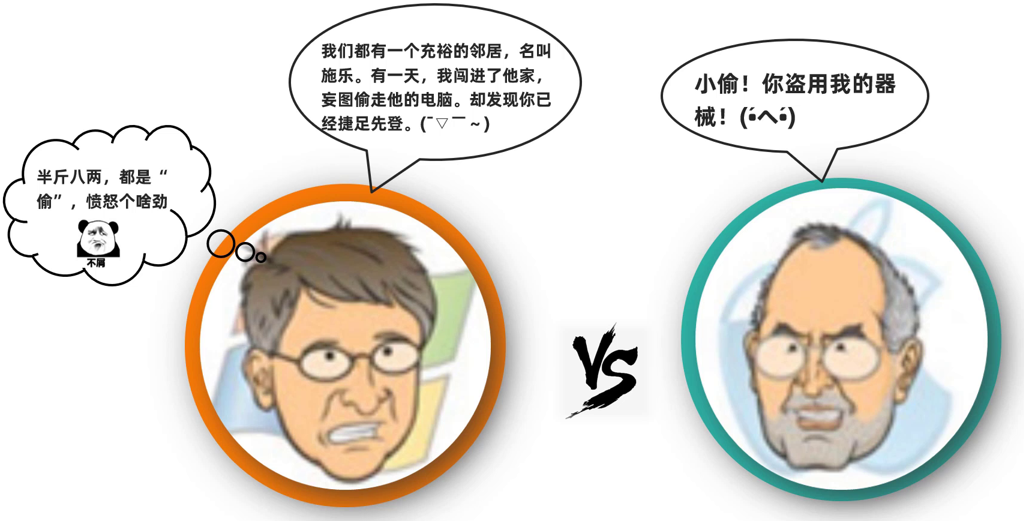 我们都有一个充裕的邻居，名叫
施乐。有一天，我闯进了他家，
妄图偷走他的电脑。却发现你已
经捷足先登。(¯▽¯～)
小偷！你盗用我的器
械！(•́へ•́)
半斤八两，都是“
偷”，愤怒个啥劲
不屑
VS